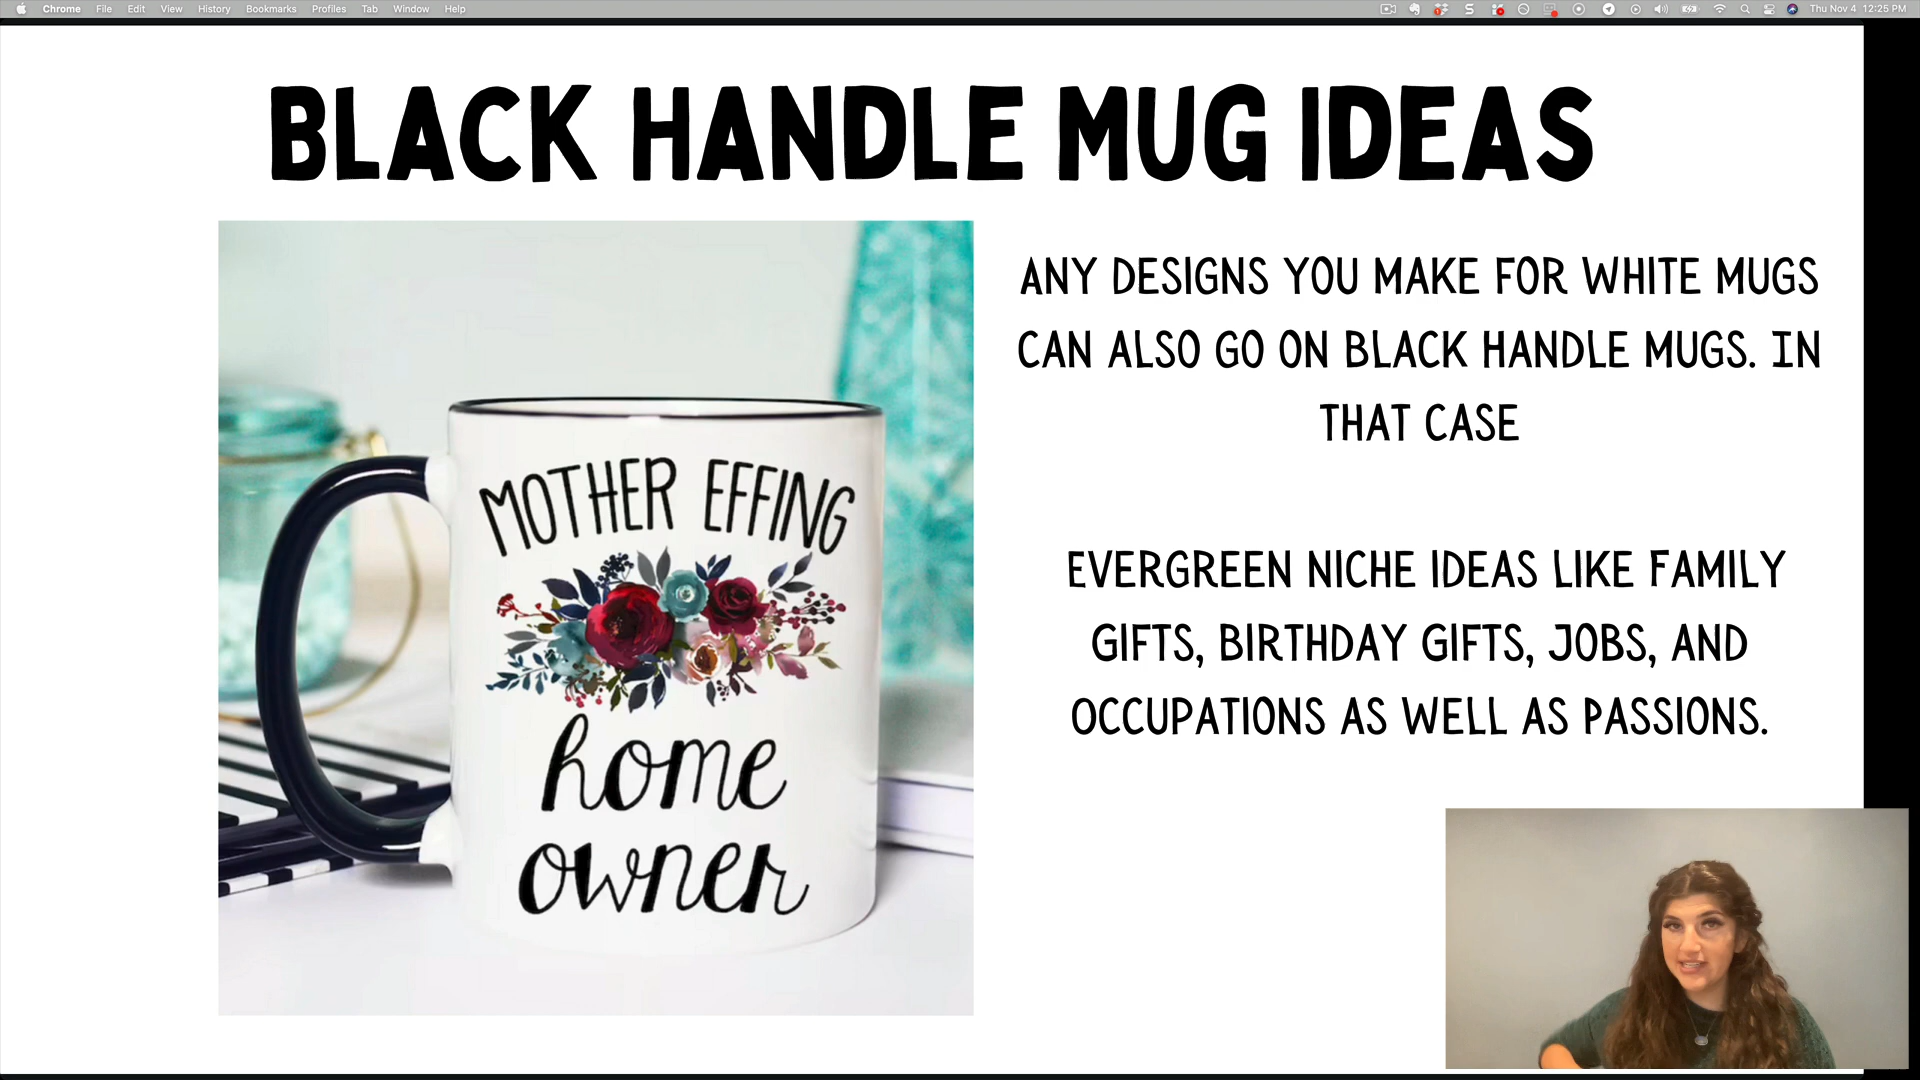 Chrome File Edit View History Bookmarks Profiles Tab Window Help Thu Nov 4 12:25 PM
BLACK HANDLE MUG IDEAS
MOTHER EFFING
home
owner
ANY DESIGNS YOU MAKE FOR WHITE MUGS
CAN ALSO GO ON BLACK HANDLE MUGS. IN
THAT CASE
EVERGREEN NICHE IDEAS LIKE FAMILY
GIFTS, BIRTHDAY GIFTS, JOBS, AND
OCCUPATIONS AS WELL AS PASSIONS.